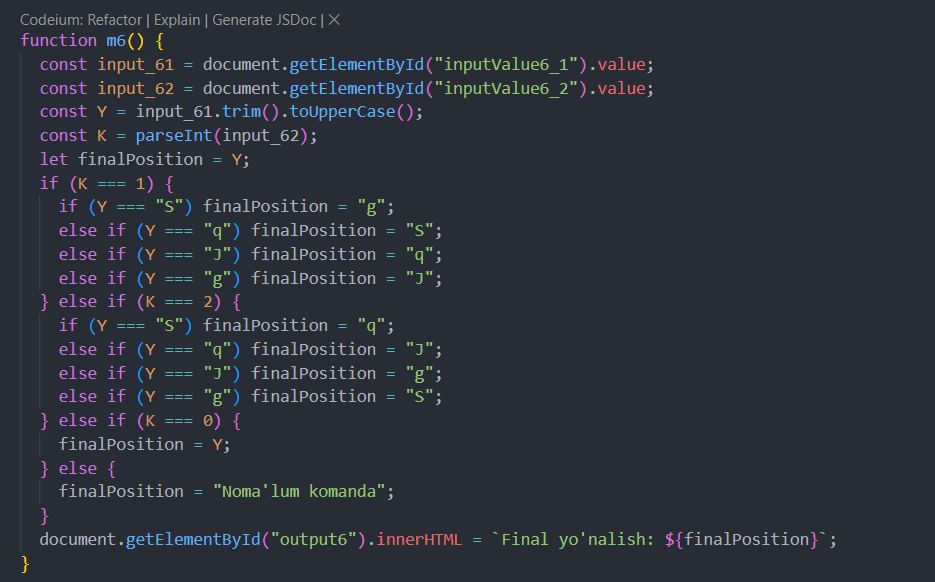 Codeium: Refactor | Explain | Generate JSDoc | ×
function m6() {
  const input_61 = document.getElementById("inputValue6_1").value;
  const input_62 = document.getElementById("inputValue6_2").value;
  const Y = input_61.trim().toUpperCase();
  const K = parseInt(input_62);
  let finalPosition = Y;
  if (K === 1) {
    if (Y === "S") finalPosition = "g";
    else if (Y === "q") finalPosition = "S";
    else if (Y === "J") finalPosition = "q";
    else if (Y === "g") finalPosition = "J";
  } else if (K === 2) {
    if (Y === "S") finalPosition = "q";
    else if (Y === "q") finalPosition = "J";
    else if (Y === "J") finalPosition = "g";
    else if (Y === "g") finalPosition = "S";
  } else if (K === 0) {
    finalPosition = Y;
  } else {
    finalPosition = "Noma'lum komanda";
  }
  document.getElementById("output6").innerHTML = `Final yo'nalish: ${finalPosition}`;
}